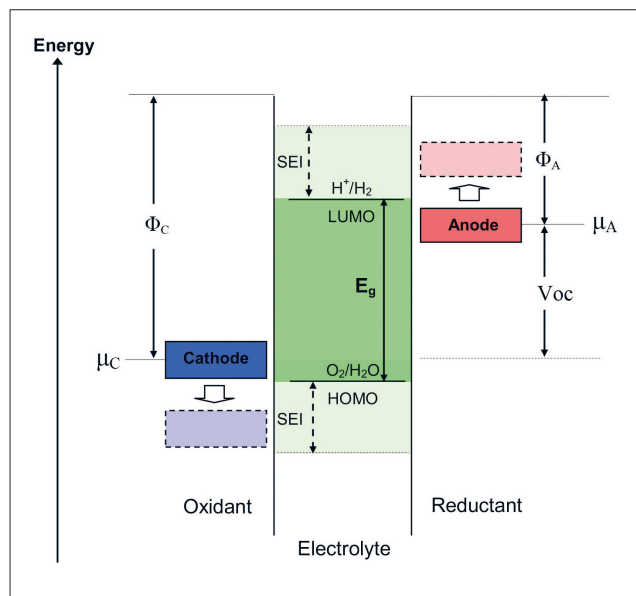 Energy
SEI
H⁺/H₂
LUMO
Φ_A
Φ_C
Anode
μ_A
E_g
Voc
μ_C
Cathode
O₂/H₂O
HOMO
SEI
Oxidant
Reductant
Electrolyte